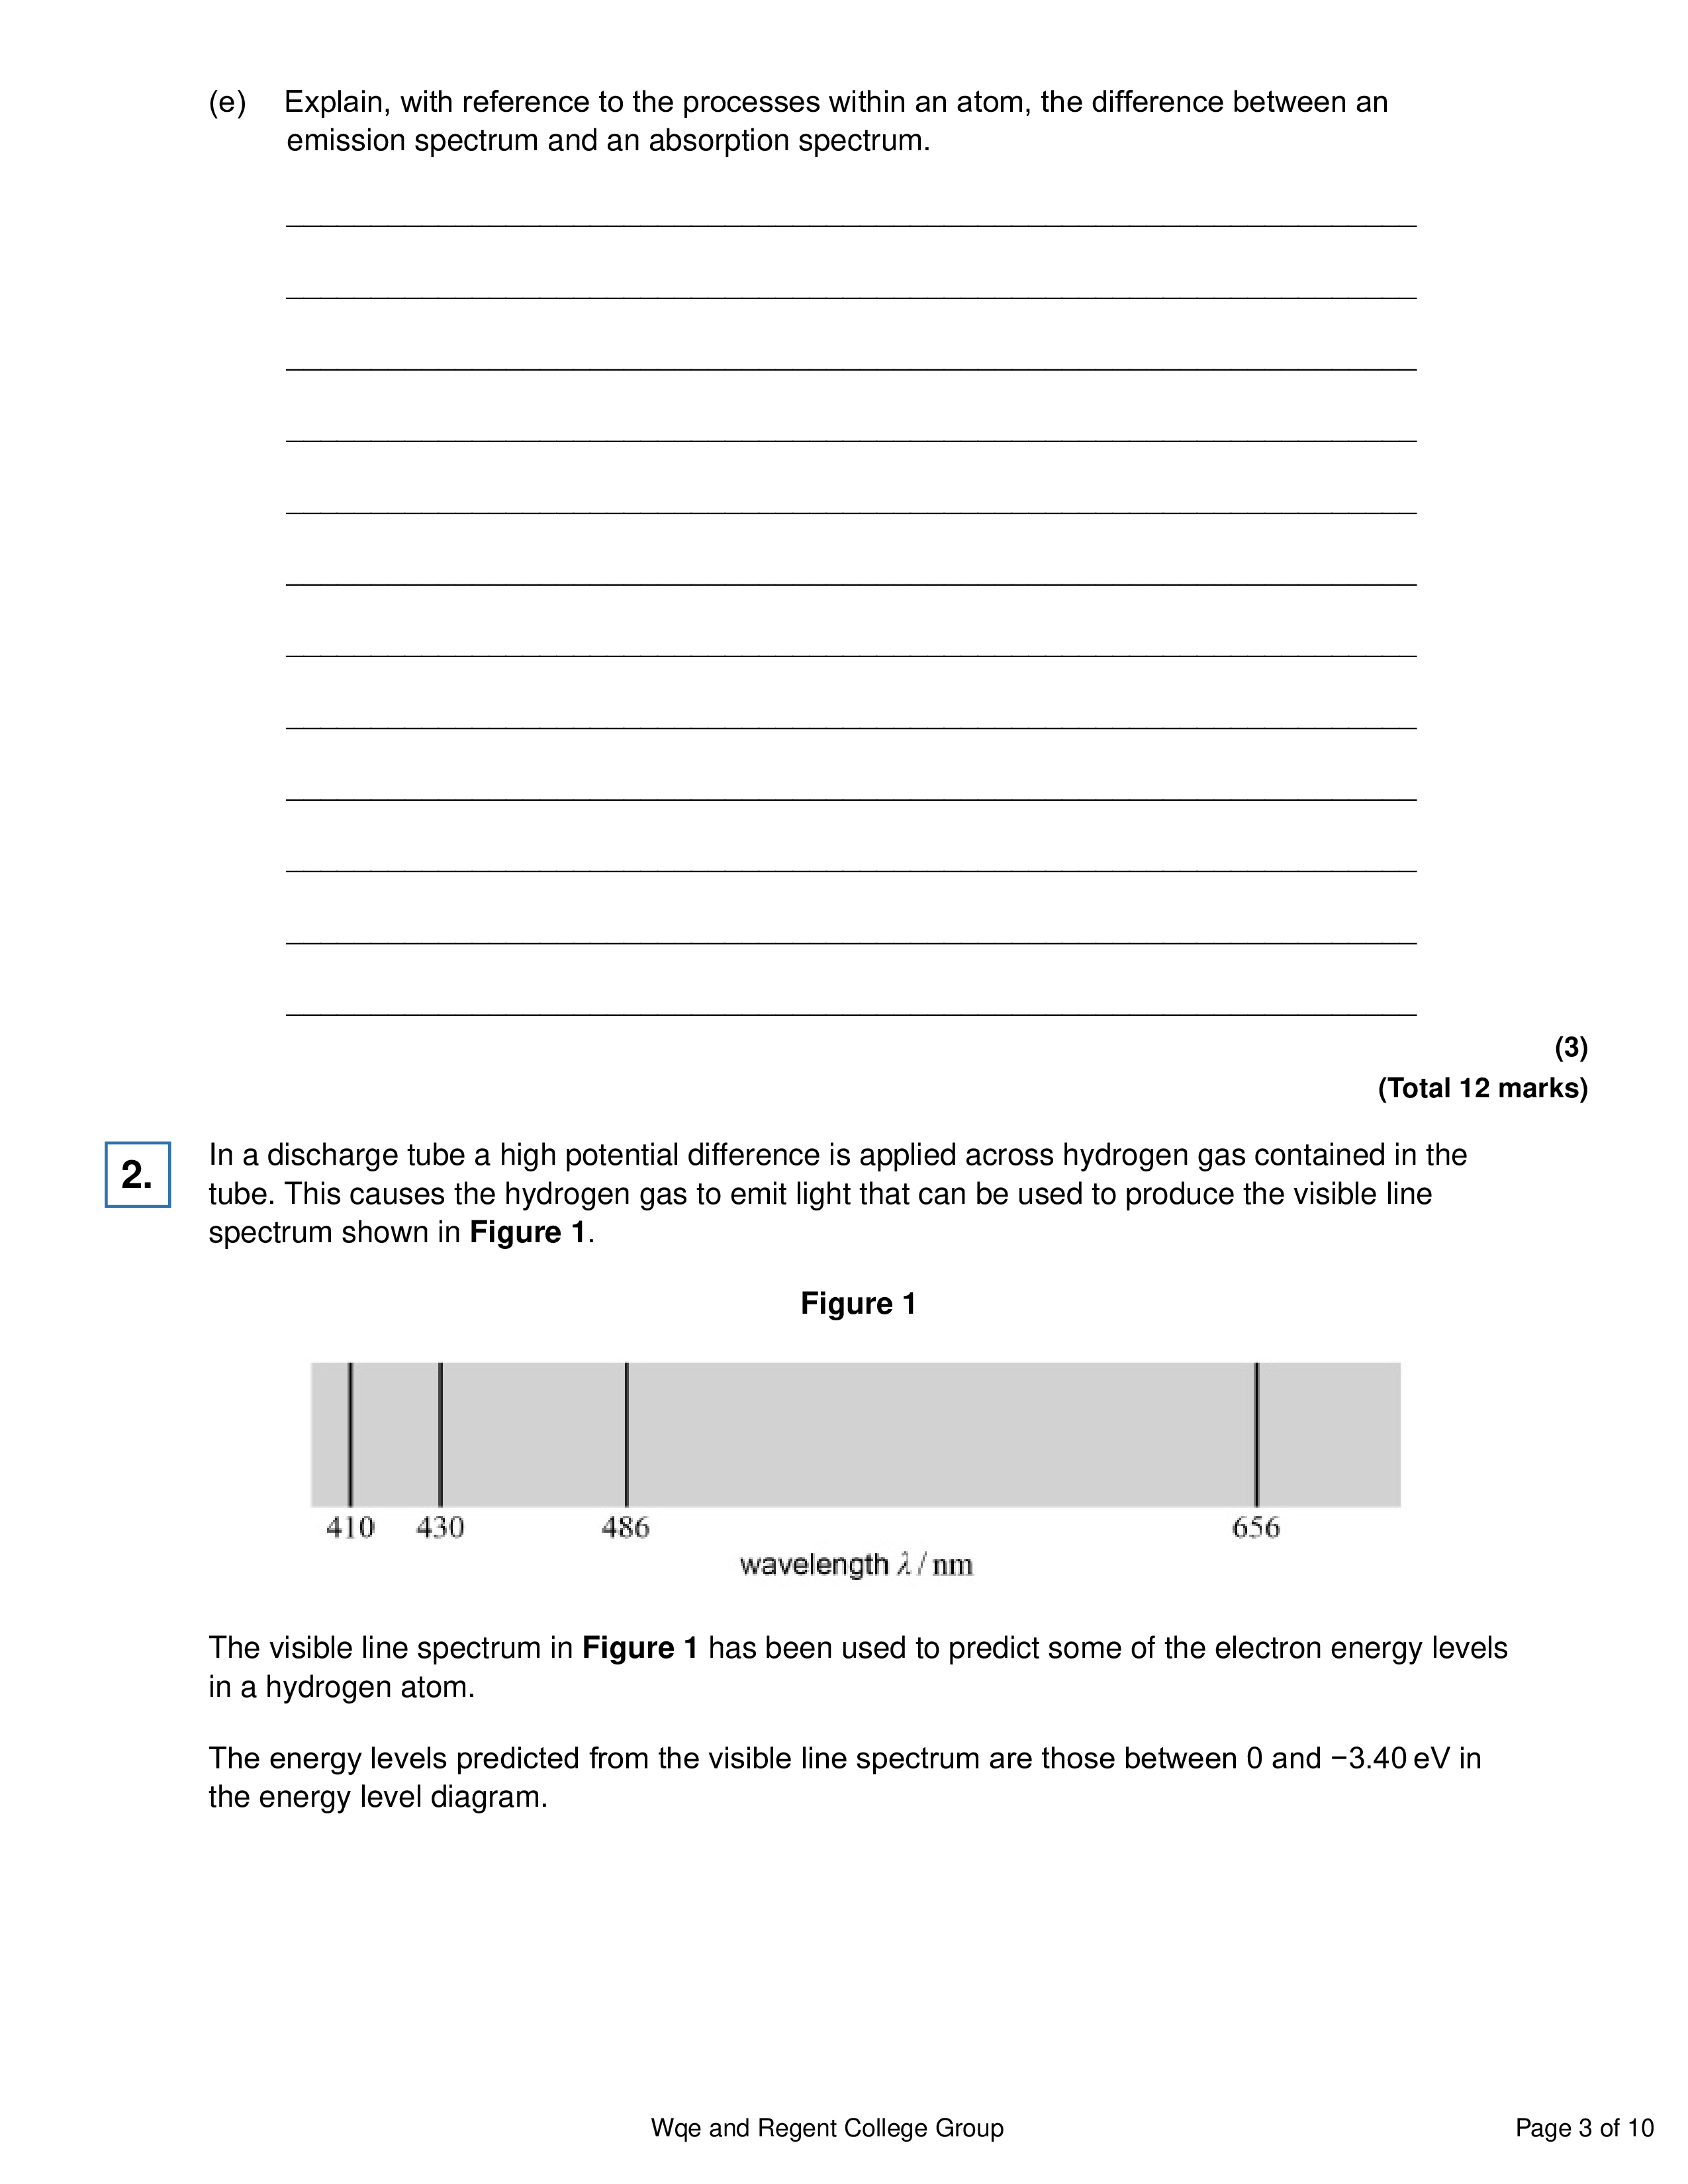 (e) Explain, with reference to the processes within an atom, the difference between an
emission spectrum and an absorption spectrum.
(3)
(Total 12 marks)
2.
In a discharge tube a high potential difference is applied across hydrogen gas contained in the
tube. This causes the hydrogen gas to emit light that can be used to produce the visible line
spectrum shown in Figure 1.
Figure 1
410 430 486 656
wavelength λ / nm
The visible line spectrum in Figure 1 has been used to predict some of the electron energy levels
in a hydrogen atom.
The energy levels predicted from the visible line spectrum are those between 0 and −3.40 eV in
the energy level diagram.
Wqe and Regent College Group Page 3 of 10